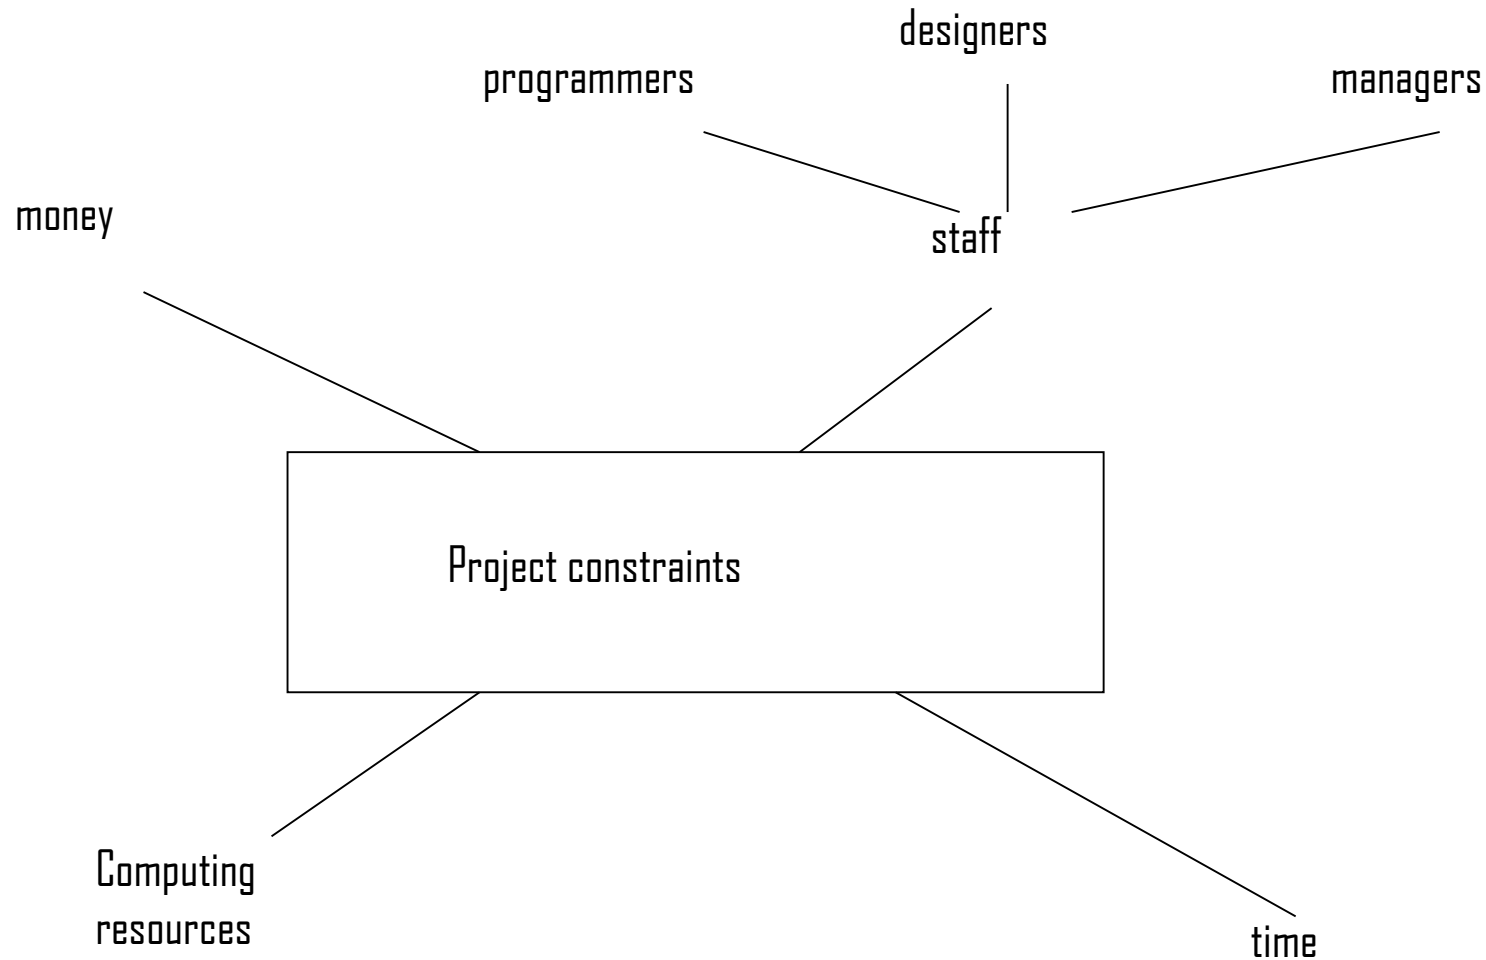 designers
programmers
managers
money
staff
Project constraints
Computing
resources
time